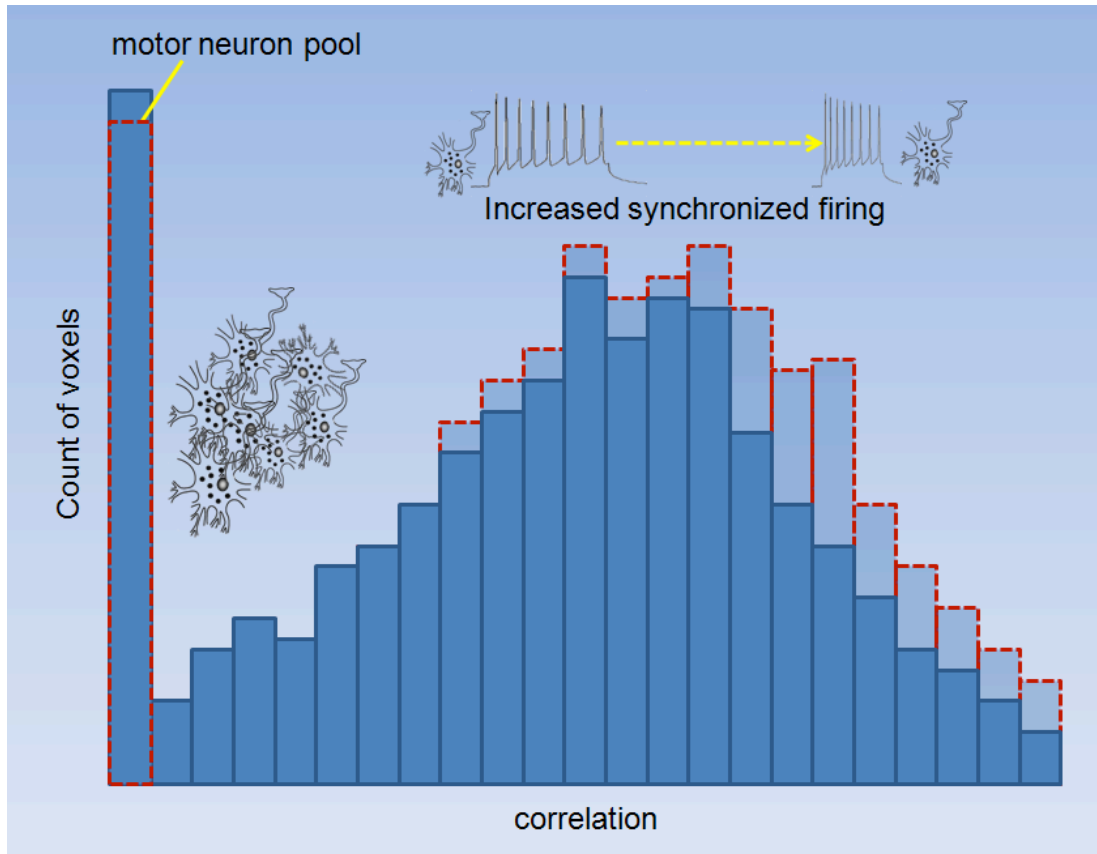 motor neuron pool
Increased synchronized firing
Count of voxels
correlation